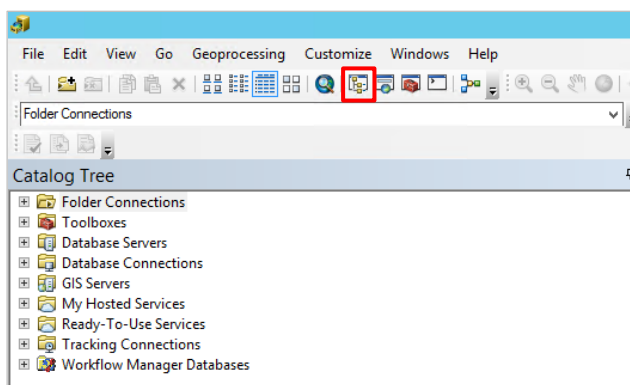 File Edit View Go Geoprocessing Customize Windows Help
Folder Connections
Catalog Tree
Folder Connections
Toolboxes
Database Servers
Database Connections
GIS Servers
My Hosted Services
Ready-To-Use Services
Tracking Connections
Workflow Manager Databases